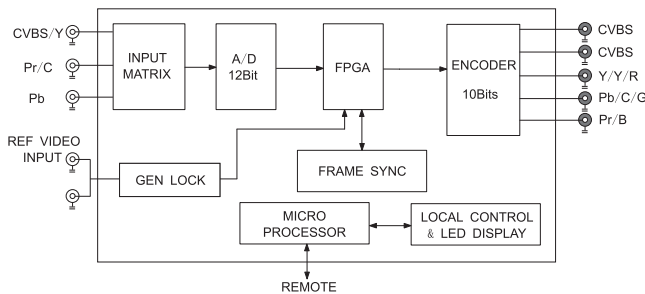 CVBS/Y
Pr/C
Pb
REF VIDEO
INPUT
INPUT
MATRIX
A/D
12Bit
FPGA
ENCODER
10Bits
CVBS
CVBS
Y/Y/R
Pb/C/G
Pr/B
GEN LOCK
FRAME SYNC
MICRO
PROCESSOR
LOCAL CONTROL
& LED DISPLAY
REMOTE